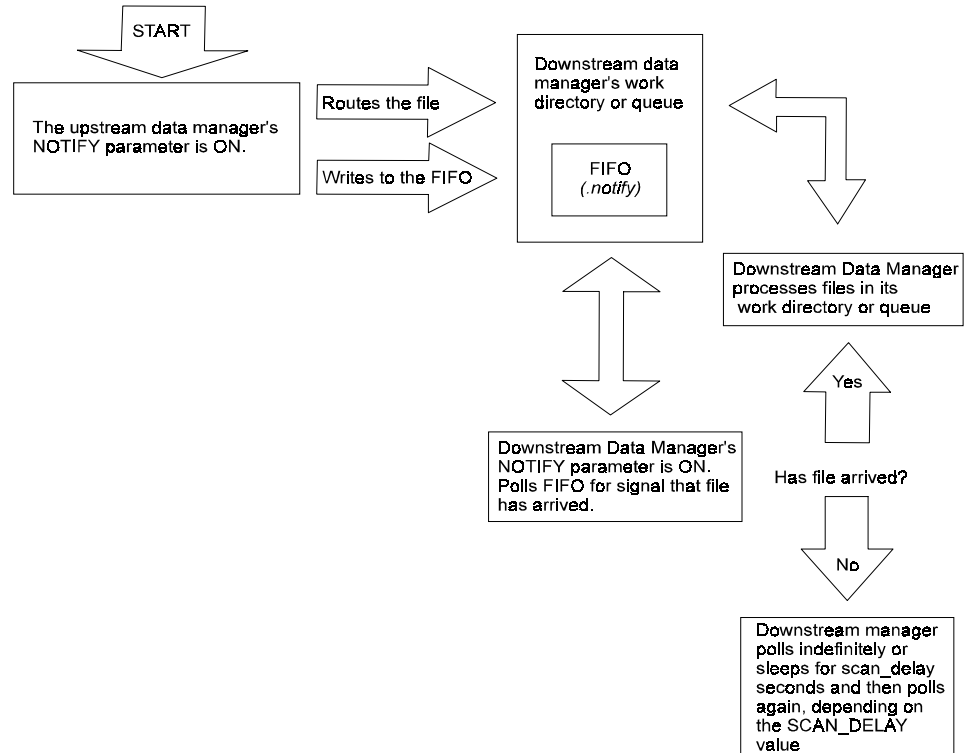 START
The upstream data manager's
NOTIFY parameter is ON.
Routes the file
Writes to the FIFO
Downstream data
manager's work
directory or queue
FIFO
(.notify)
Downstream Data Manager
processes files in its
work directory or queue
Yes
Downstream Data Manager's
NOTIFY parameter is ON.
Polls FIFO for signal that file
has arrived.
Has file arrived?
No
Downstream manager
polls indefinitely or
sleeps for scan_delay
seconds and then polls
again, depending on
the SCAN_DELAY
value